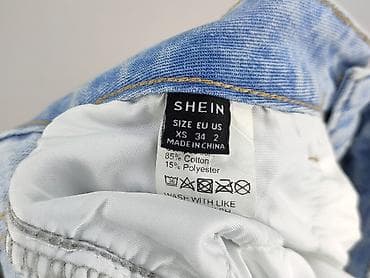 SHEIN
SIZE EU US
XS 34 2
MADE IN CHINA
85% Cotton
15% Polyester
WASH WITH LIKE